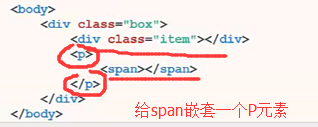 <body>
<div class="box">
<div class="item"></div>
<p>
<span></span>
</p>
</div>
给span嵌套一个P元素
</body>